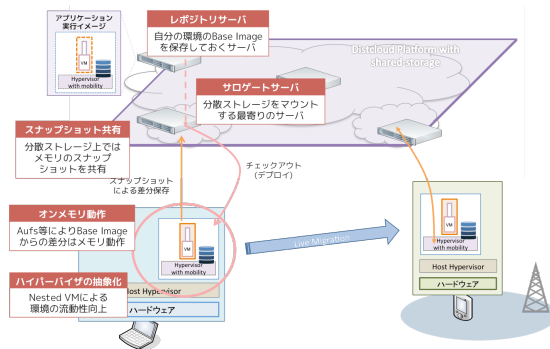 アプリケーション
実行イメージ
VM
Hypervisor
with mobility
レポジトリサーバ
自分の環境のBase Image
を保存しておくサーバ
Distcloud Platform with
shared storage
サロゲートサーバ
分散ストレージをマウント
する最寄りのサーバ
スナップショット共有
分散ストレージ上では
メモリのスナップ
ショットを共有
スナップショット
による差分保存
チェックアウト
(デプロイ)
オンメモリ動作
Aufs等によりBase Image
からの差分はメモリ動作
VM
Hypervisor
with mobility
Live Migration
VM
Hypervisor
with mobility
Host Hypervisor
ハードウェア
ハイパーバイザの抽象化
Nested VMによる
環境の流動性向上
Host Hypervisor
ハードウェア